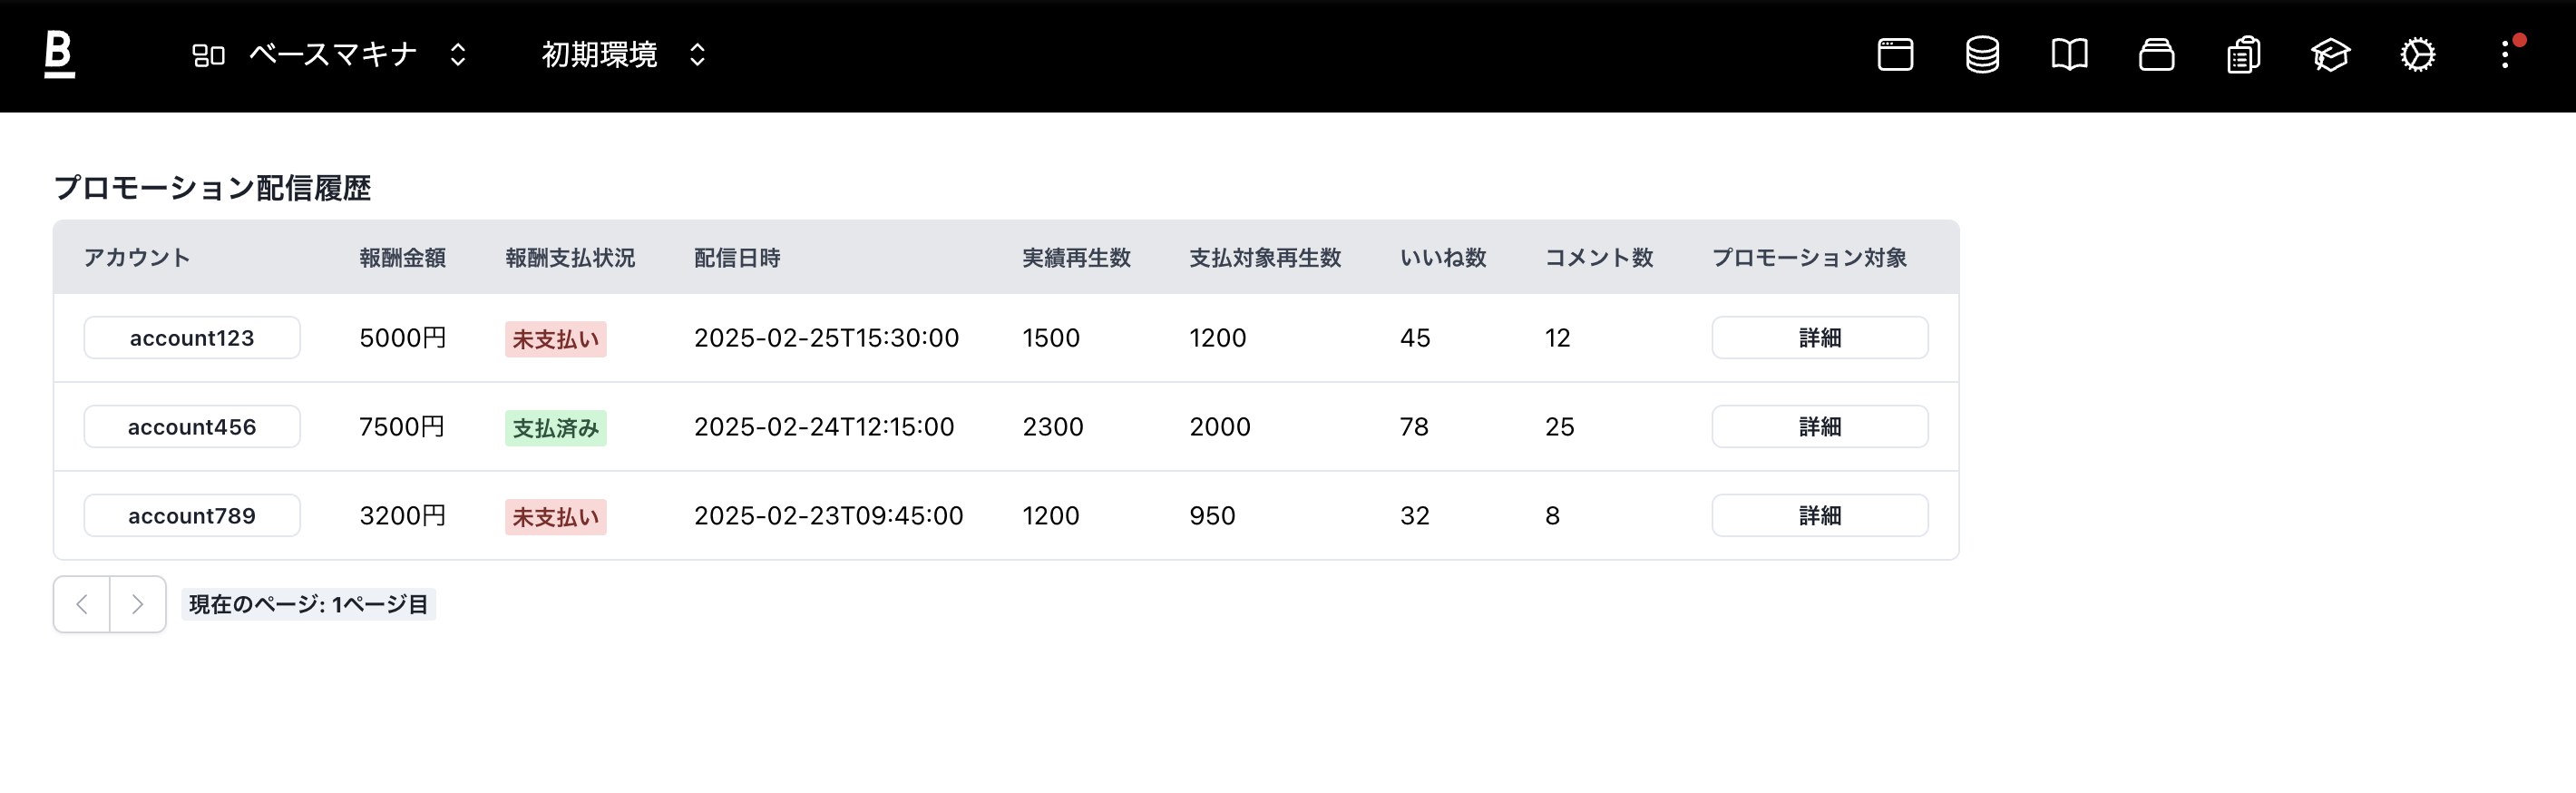 B ベースマキナ 初期環境
プロモーション配信履歴
アカウント 報酬金額 報酬支払状況 配信日時 実績再生数 支払対象再生数 いいね数 コメント数 プロモーション対象
account123 5000円 未支払い 2025-02-25T15:30:00 1500 1200 45 12 詳細
account456 7500円 支払済み 2025-02-24T12:15:00 2300 2000 78 25 詳細
account789 3200円 未支払い 2025-02-23T09:45:00 1200 950 32 8 詳細
現在のページ: 1ページ目